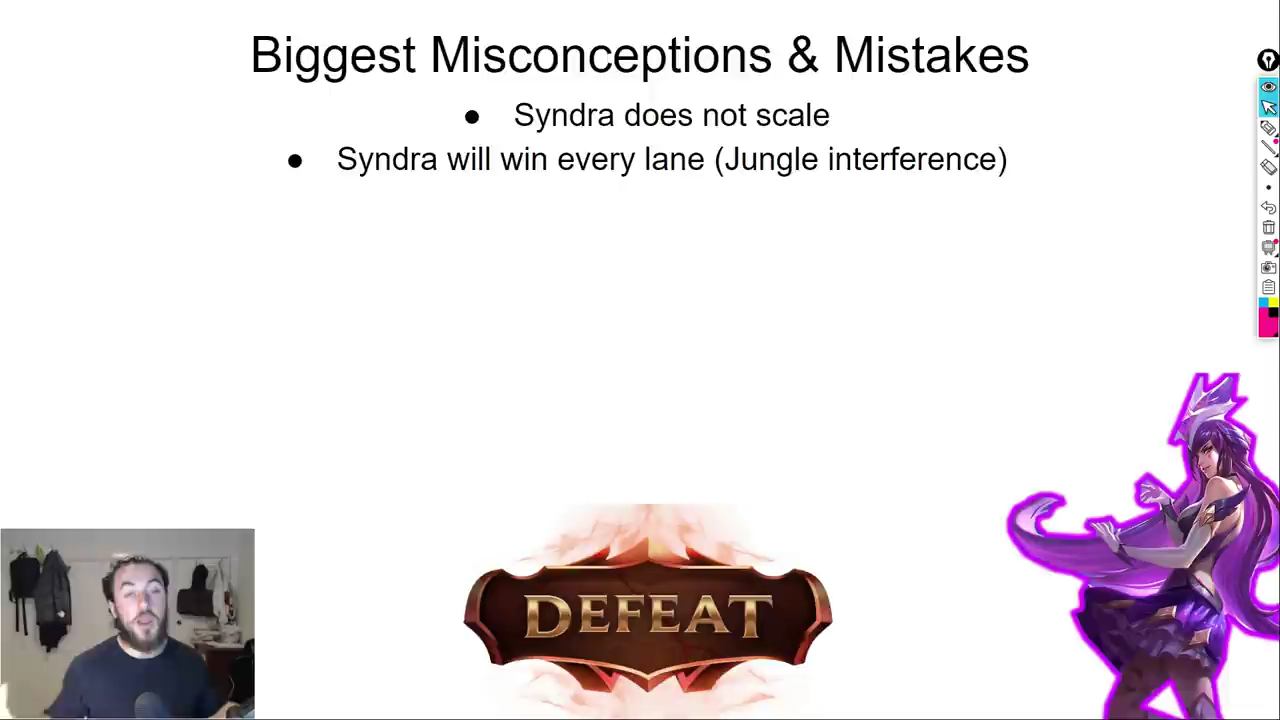 Biggest Misconceptions & Mistakes
● Syndra does not scale
● Syndra will win every lane (Jungle interference)
DEFEAT